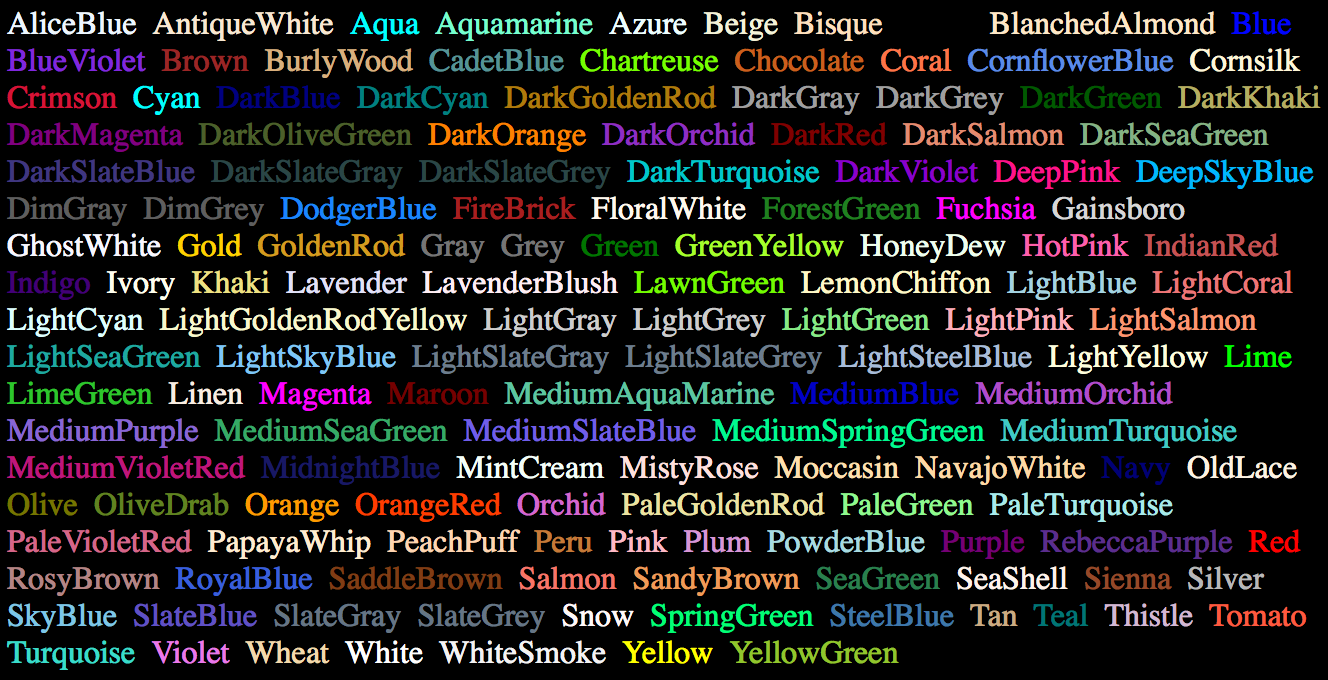 AliceBlue AntiqueWhite Aqua Aquamarine Azure Beige Bisque BlanchedAlmond Blue
BlueViolet Brown BurlyWood CadetBlue Chartreuse Chocolate Coral CornflowerBlue Cornsilk
Crimson Cyan DarkBlue DarkCyan DarkGoldenRod DarkGray DarkGrey DarkGreen DarkKhaki
DarkMagenta DarkOliveGreen DarkOrange DarkOrchid DarkRed DarkSalmon DarkSeaGreen
DarkSlateBlue DarkSlateGray DarkSlateGrey DarkTurquoise DarkViolet DeepPink DeepSkyBlue
DimGray DimGrey DodgerBlue FireBrick FloralWhite ForestGreen Fuchsia Gainsboro
GhostWhite Gold GoldenRod Gray Grey Green GreenYellow HoneyDew HotPink IndianRed
Indigo Ivory Khaki Lavender LavenderBlush LawnGreen LemonChiffon LightBlue LightCoral
LightCyan LightGoldenRodYellow LightGray LightGrey LightGreen LightPink LightSalmon
LightSeaGreen LightSkyBlue LightSlateGray LightSlateGrey LightSteelBlue LightYellow Lime
LimeGreen Linen Magenta Maroon MediumAquaMarine MediumBlue MediumOrchid
MediumPurple MediumSeaGreen MediumSlateBlue MediumSpringGreen MediumTurquoise
MediumVioletRed MidnightBlue MintCream MistyRose Moccasin NavajoWhite Navy OldLace
Olive OliveDrab Orange OrangeRed Orchid PaleGoldenRod PaleGreen PaleTurquoise
PaleVioletRed PapayaWhip PeachPuff Peru Pink Plum PowderBlue Purple RebeccaPurple Red
RosyBrown RoyalBlue SaddleBrown Salmon SandyBrown SeaGreen SeaShell Sienna Silver
SkyBlue SlateBlue SlateGray SlateGrey Snow SpringGreen SteelBlue Tan Teal Thistle Tomato
Turquoise Violet Wheat White WhiteSmoke Yellow YellowGreen